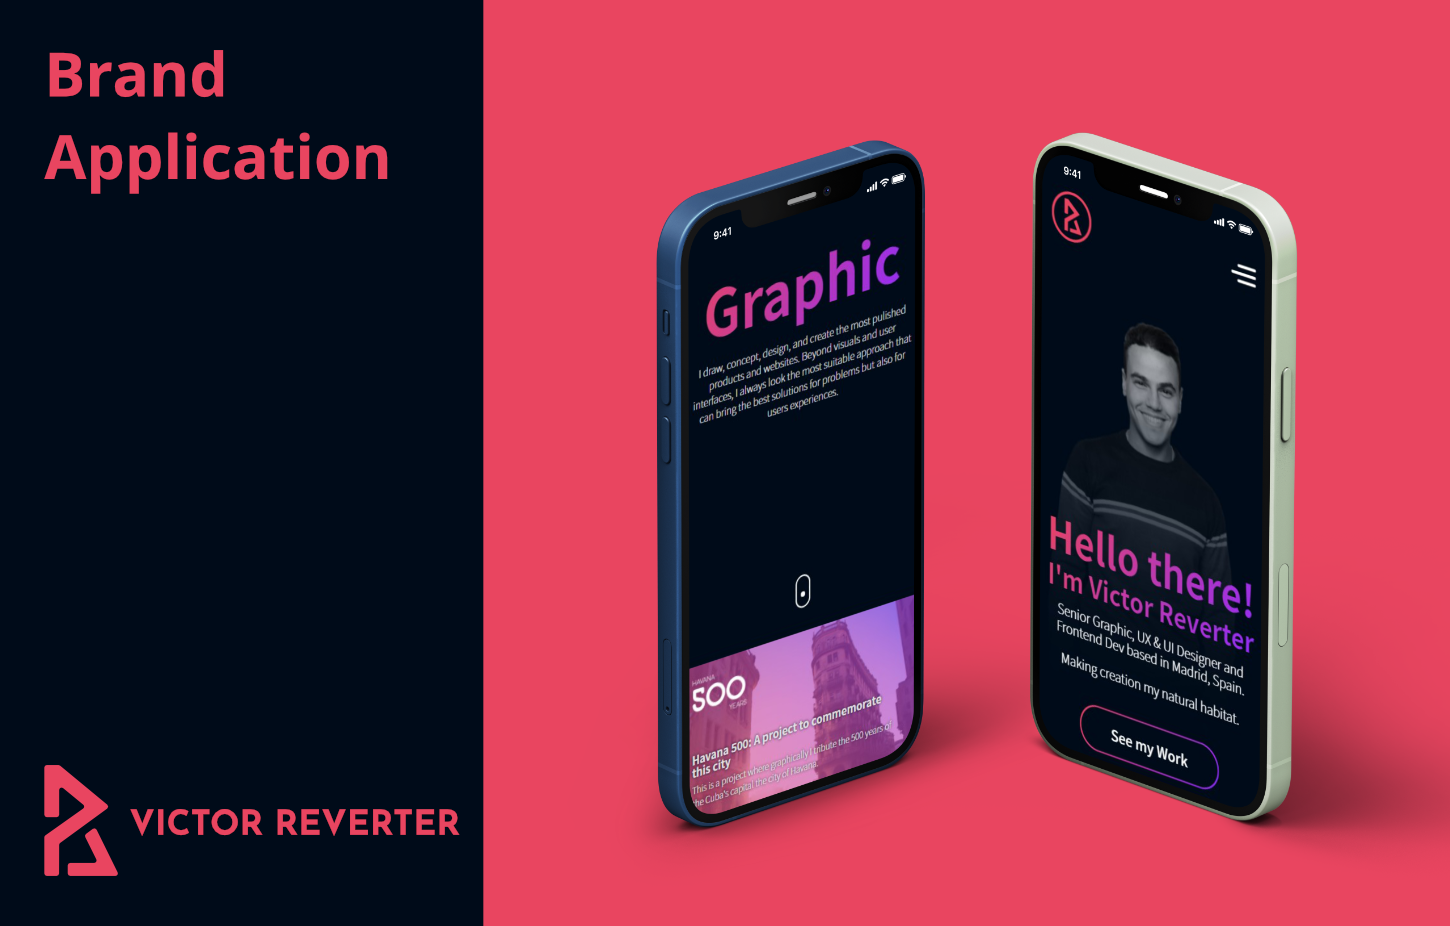 Brand
Application
VICTOR REVERTER
9:41
Graphic
I draw, concept, design, and create the most pulished
products and websites. Beyond visuals and user
interfaces, I always look the most suitable approach that
can bring the best solutions for problems but also for
users experiences.
HAVANA
500
YEARS
Havana 500: A project to commemorate
this city
This is a project where graphically I tribute the 500 years of
the Cuba's capital the city of Havana.
9:41
Hello there!
I'm Victor Reverter
Senior Graphic, UX & UI Designer and
Frontend Dev based in Madrid, Spain.
Making creation my natural habitat.
See my Work